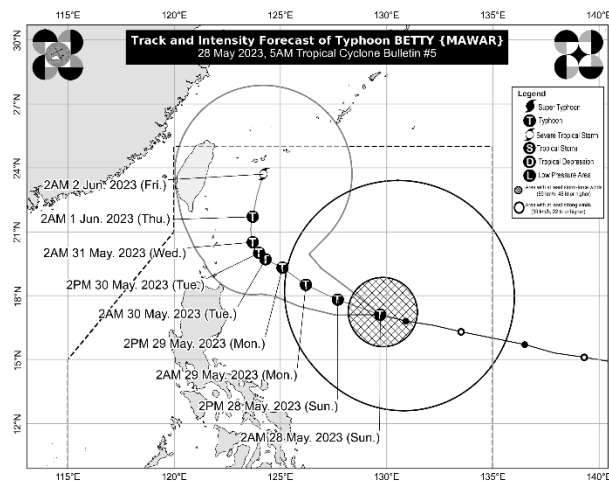 Track and Intensity Forecast of Typhoon BETTY {MAWAR}
28 May 2023, 5AM Tropical Cyclone Bulletin #5
Legend
Super Typhoon
T Typhoon
Severe Tropical Storm
S Tropical Storm
D Tropical Depression
L Low Pressure Area
30°N
27°N
24°N
21°N
18°N
15°N
12°N
2AM 2 Jun. 2023 (Fri.)
2AM 1 Jun. 2023 (Thu.)
2AM 31 May. 2023 (Wed.)
2PM 30 May. 2023 (Tue.)
2AM 30 May. 2023 (Tue.)
2PM 29 May. 2023 (Mon.)
2AM 29 May. 2023 (Mon.)
2PM 28 May. 2023 (Sun.)
2AM 28 May. 2023 (Sun.)
T
T
T
T
T
T
T
T
115°E
120°E
125°E
130°E
135°E
140°E